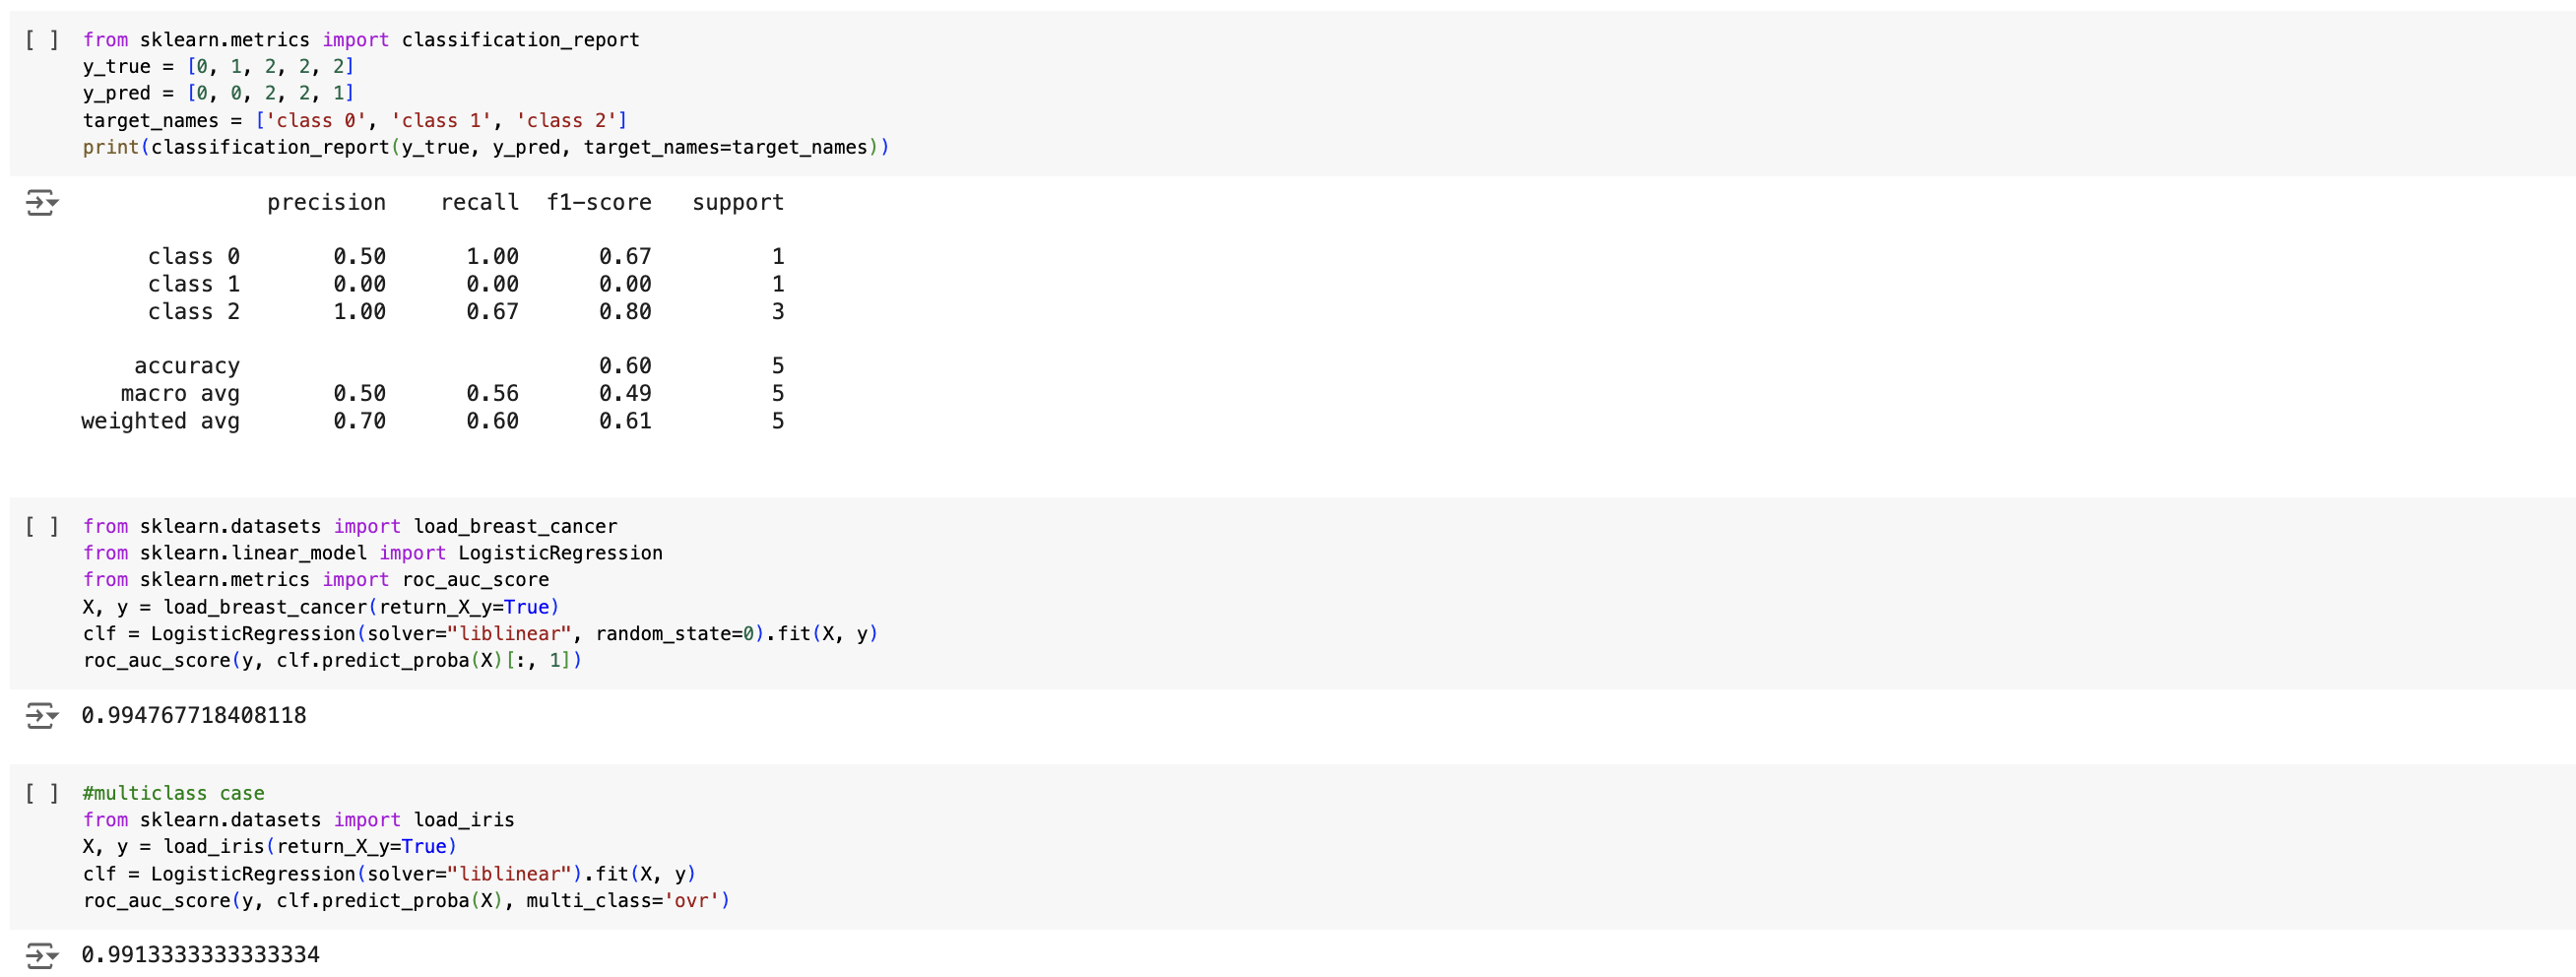 [ ] from sklearn.metrics import classification_report
y_true = [0, 1, 2, 2, 2]
y_pred = [0, 0, 2, 2, 1]
target_names = ['class 0', 'class 1', 'class 2']
print(classification_report(y_true, y_pred, target_names=target_names))
precision recall f1-score support
class 0 0.50 1.00 0.67 1
class 1 0.00 0.00 0.00 1
class 2 1.00 0.67 0.80 3
accuracy 0.60 5
macro avg 0.50 0.56 0.49 5
weighted avg 0.70 0.60 0.61 5
[ ] from sklearn.datasets import load_breast_cancer
from sklearn.linear_model import LogisticRegression
from sklearn.metrics import roc_auc_score
X, y = load_breast_cancer(return_X_y=True)
clf = LogisticRegression(solver="liblinear", random_state=0).fit(X, y)
roc_auc_score(y, clf.predict_proba(X)[:, 1])
0.994767718408118
[ ] #multiclass case
from sklearn.datasets import load_iris
X, y = load_iris(return_X_y=True)
clf = LogisticRegression(solver="liblinear").fit(X, y)
roc_auc_score(y, clf.predict_proba(X), multi_class='ovr')
0.9913333333333334